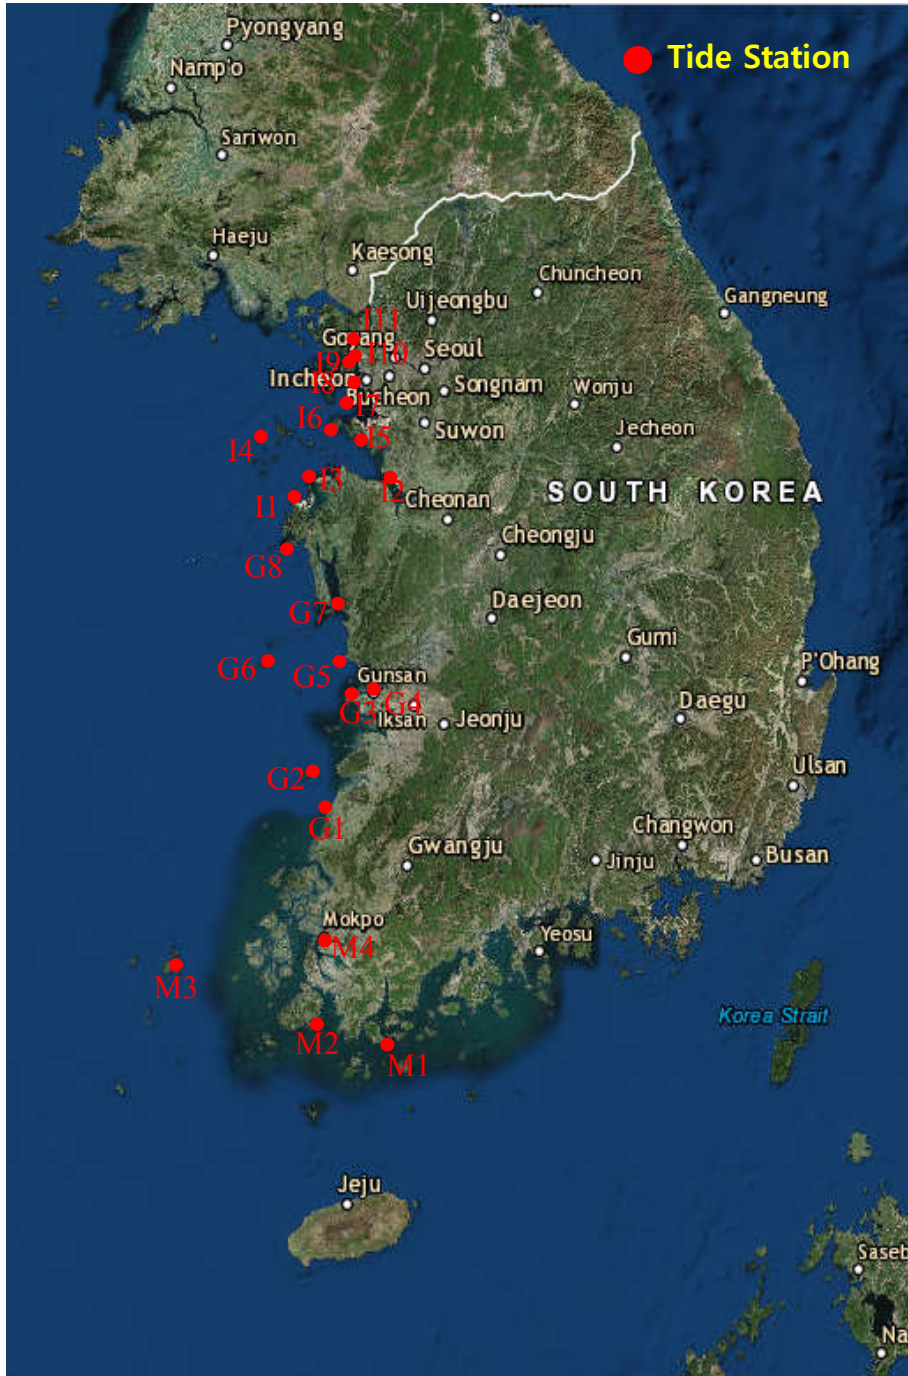 Pyongyang
Tide Station
Namp'o
Sariwon
Haeju
Kaesong
Chuncheon
Uijeongbu
Gangneung
I11
Goyang
I10
Seoul
I9
Incheon
I8
Songnam
Bucheon
I7
Wonju
I6
Suwon
I5
Jecheon
I4
I3
I2
SOUTH KOREA
I1
Cheonan
Cheongju
G8
Daejeon
G7
Gumi
G6
G5
Gunsan
P'Ohang
G3
G4
Iksan
Jeonju
Daegu
G2
Ulsan
G1
Changwon
Gwangju
Jinju
Busan
Mokpo
M4
Yeosu
M3
Korea Strait
M2
M1
Jeju
Saseb
Na